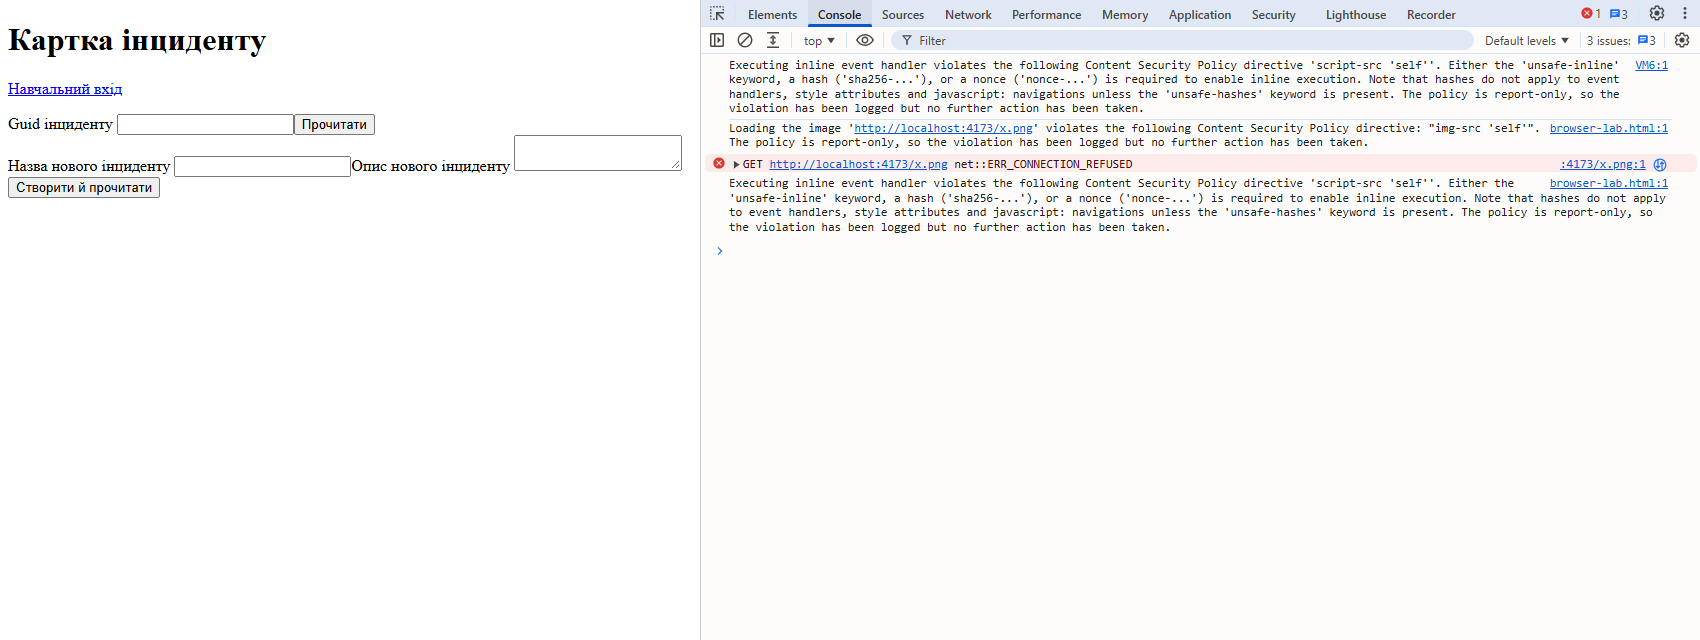 Картка інциденту
Навчальний вхід
Guid інциденту Прочитати
Назва нового інциденту Опис нового інциденту
Створити й прочитати
Elements Console Sources Network Performance Memory Application Security Lighthouse Recorder 1 3
top Filter Default levels 3 issues: 3
Executing inline event handler violates the following Content Security Policy directive 'script-src 'self''. Either the 'unsafe-inline' VM6:1
keyword, a hash ('sha256-...'), or a nonce ('nonce-...') is required to enable inline execution. Note that hashes do not apply to event
handlers, style attributes and javascript: navigations unless the 'unsafe-hashes' keyword is present. The policy is report-only, so the
violation has been logged but no further action has been taken.
Loading the image 'http://localhost:4173/x.png' violates the following Content Security Policy directive: "img-src 'self'". browser-lab.html:1
The policy is report-only, so the violation has been logged but no further action has been taken.
GET http://localhost:4173/x.png net::ERR_CONNECTION_REFUSED :4173/x.png:1
Executing inline event handler violates the following Content Security Policy directive 'script-src 'self''. Either the browser-lab.html:1
'unsafe-inline' keyword, a hash ('sha256-...'), or a nonce ('nonce-...') is required to enable inline execution. Note that hashes do not apply
to event handlers, style attributes and javascript: navigations unless the 'unsafe-hashes' keyword is present. The policy is report-only, so
the violation has been logged but no further action has been taken.